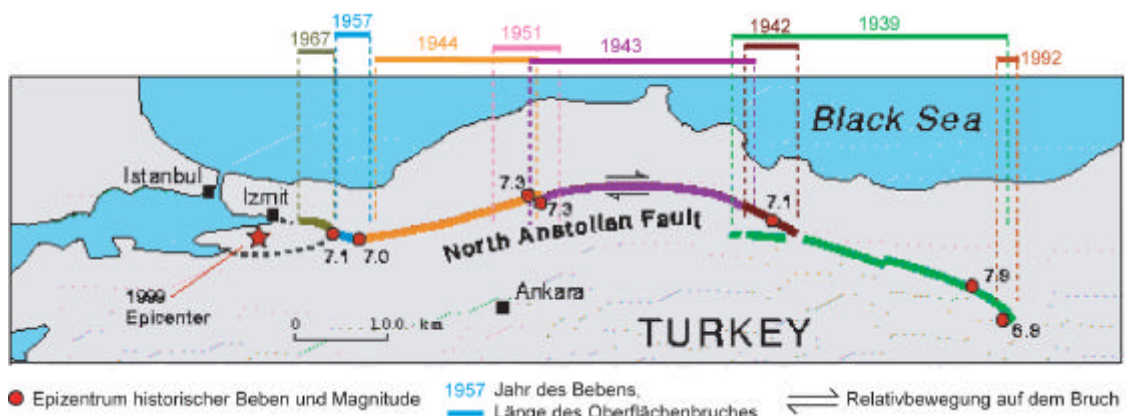 1967
1957
1944
1951
1943
1942
1939
1992
Black Sea
Istanbul
Izmit
7.3
7.3
7.1
North Anatolian Fault
7.1
7.0
7.9
6.8
1999
Epicenter
Ankara
0 100 km
TURKEY
Epizentrum historischer Beben und Magnitude
1957 Jahr des Bebens,
Länge des Oberflächenbruches
Relativbewegung auf dem Bruch